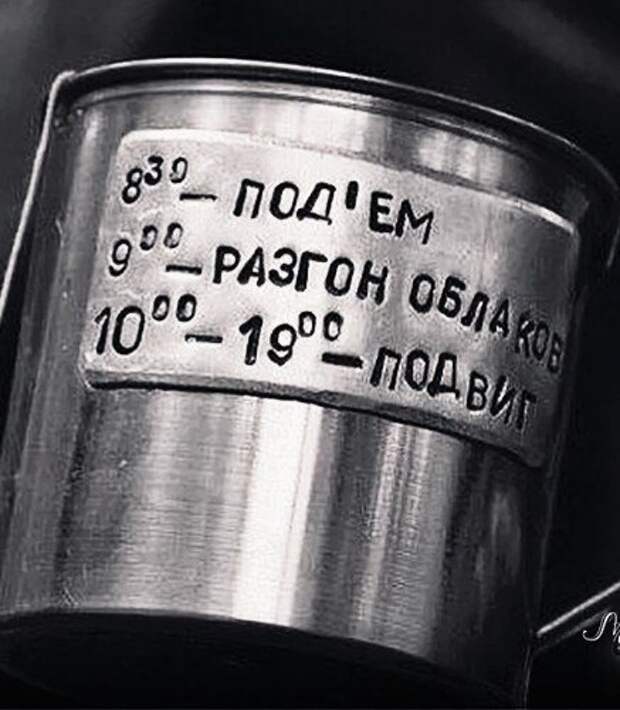 8³⁰ – ПОД'ЕМ
9⁰⁰ – РАЗГОН ОБЛАКОВ
10⁰⁰ – 19⁰⁰ – ПОДВИГ